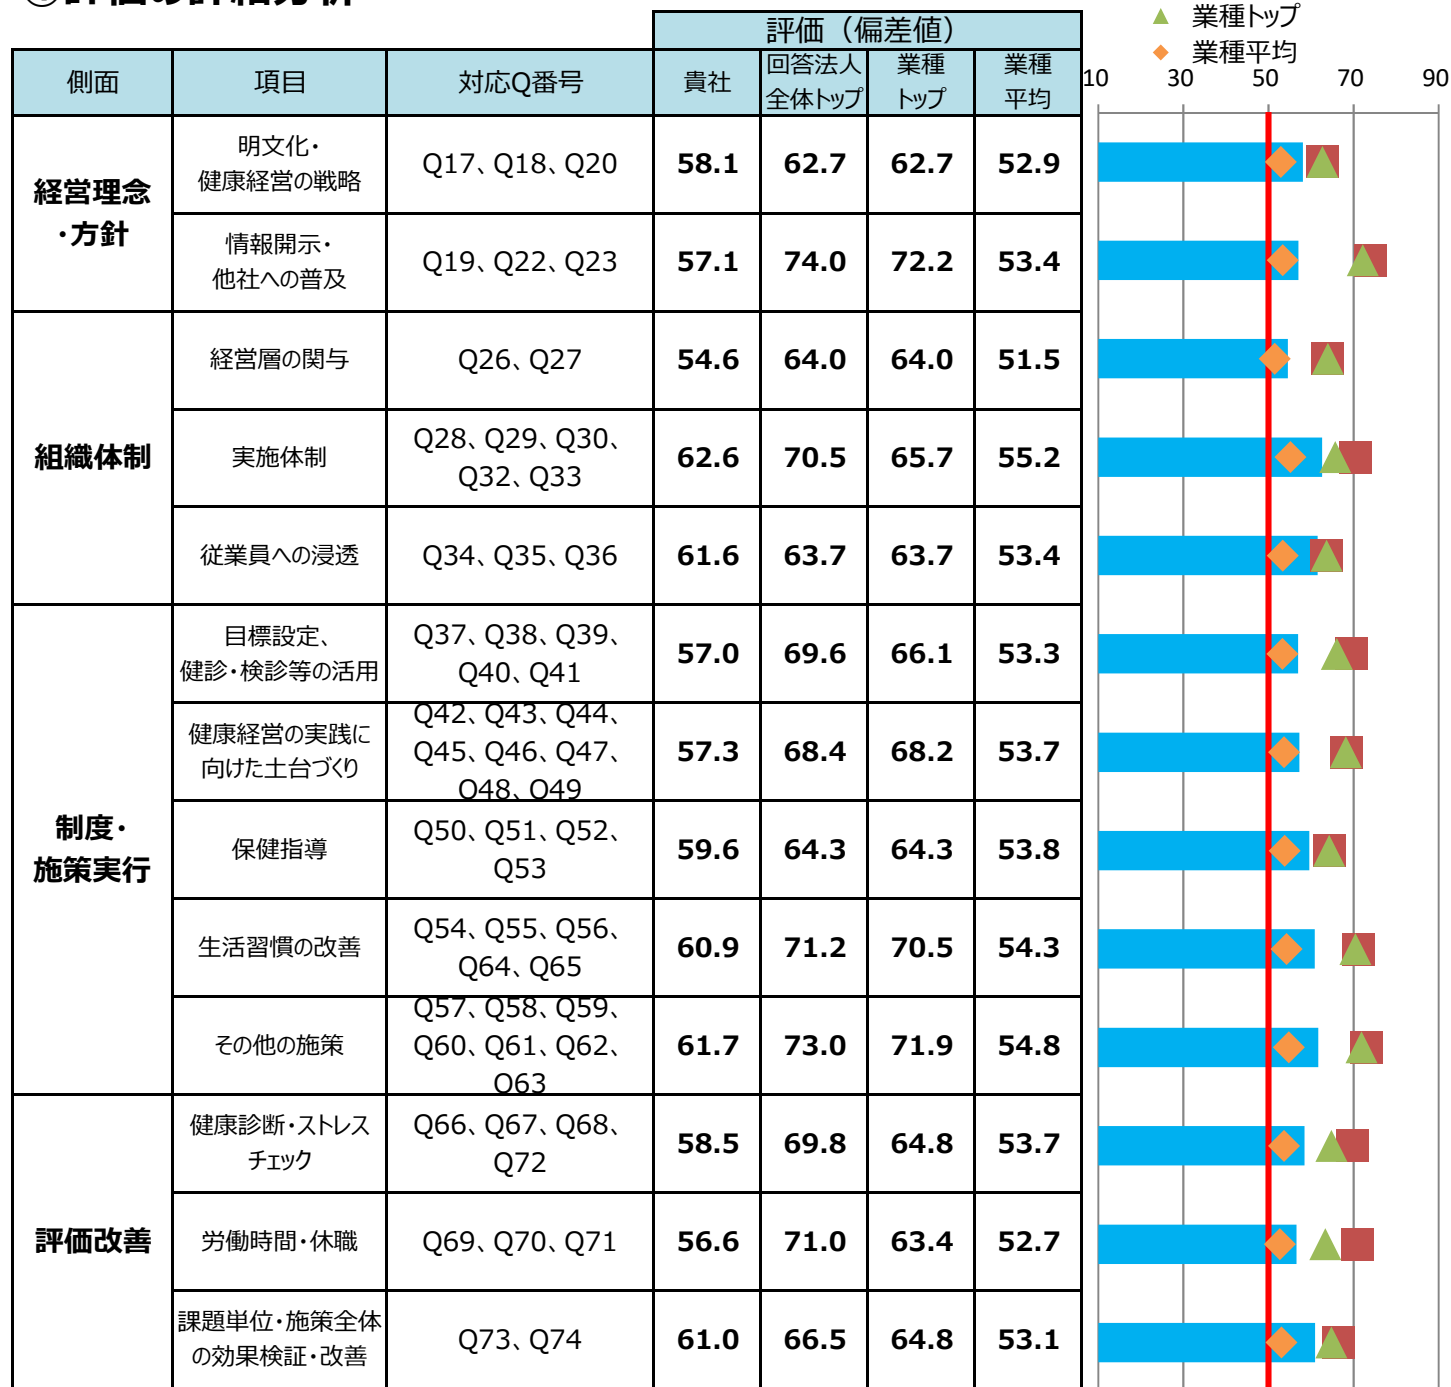 ①評価の詳細分析
▲ 業種トップ
◆ 業種平均
評価（偏差値）
側面 項目 対応Q番号 貴社 回答法人全体トップ 業種トップ 業種平均
10 30 50 70 90
経営理念
・方針
明文化・
健康経営の戦略
Q17、Q18、Q20 58.1 62.7 62.7 52.9
情報開示・
他社への普及
Q19、Q22、Q23 57.1 74.0 72.2 53.4
組織体制
経営層の関与 Q26、Q27 54.6 64.0 64.0 51.5
実施体制
Q28、Q29、Q30、
Q32、Q33
62.6 70.5 65.7 55.2
従業員への浸透 Q34、Q35、Q36 61.6 63.7 63.7 53.4
制度・
施策実行
目標設定、
健診・検診等の活用
Q37、Q38、Q39、
Q40、Q41
57.0 69.6 66.1 53.3
健康経営の実践に
向けた土台づくり
Q42、Q43、Q44、
Q45、Q46、Q47、
Q48、Q49
57.3 68.4 68.2 53.7
保健指導
Q50、Q51、Q52、
Q53
59.6 64.3 64.3 53.8
生活習慣の改善
Q54、Q55、Q56、
Q64、Q65
60.9 71.2 70.5 54.3
その他の施策
Q57、Q58、Q59、
Q60、Q61、Q62、
Q63
61.7 73.0 71.9 54.8
評価改善
健康診断・ストレス
チェック
Q66、Q67、Q68、
Q72
58.5 69.8 64.8 53.7
労働時間・休職 Q69、Q70、Q71 56.6 71.0 63.4 52.7
課題単位・施策全体
の効果検証・改善
Q73、Q74 61.0 66.5 64.8 53.1